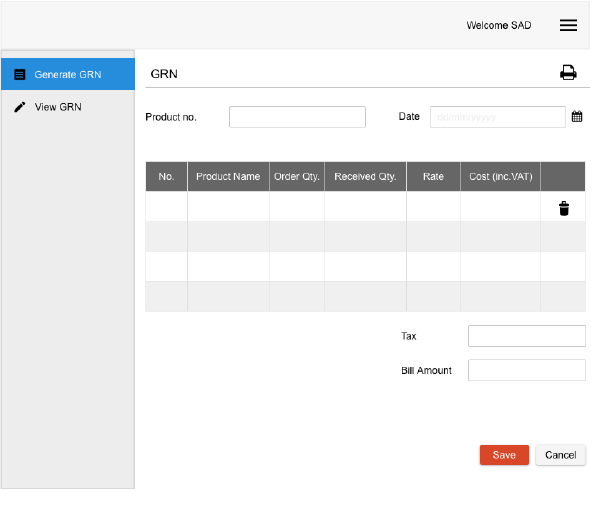 Welcome SAD
Generate GRN
View GRN
GRN
Product no.
Date
dd/mm/yyyy
No. Product Name Order Qty. Received Qty. Rate Cost (inc.VAT)
Tax
Bill Amount
Save Cancel